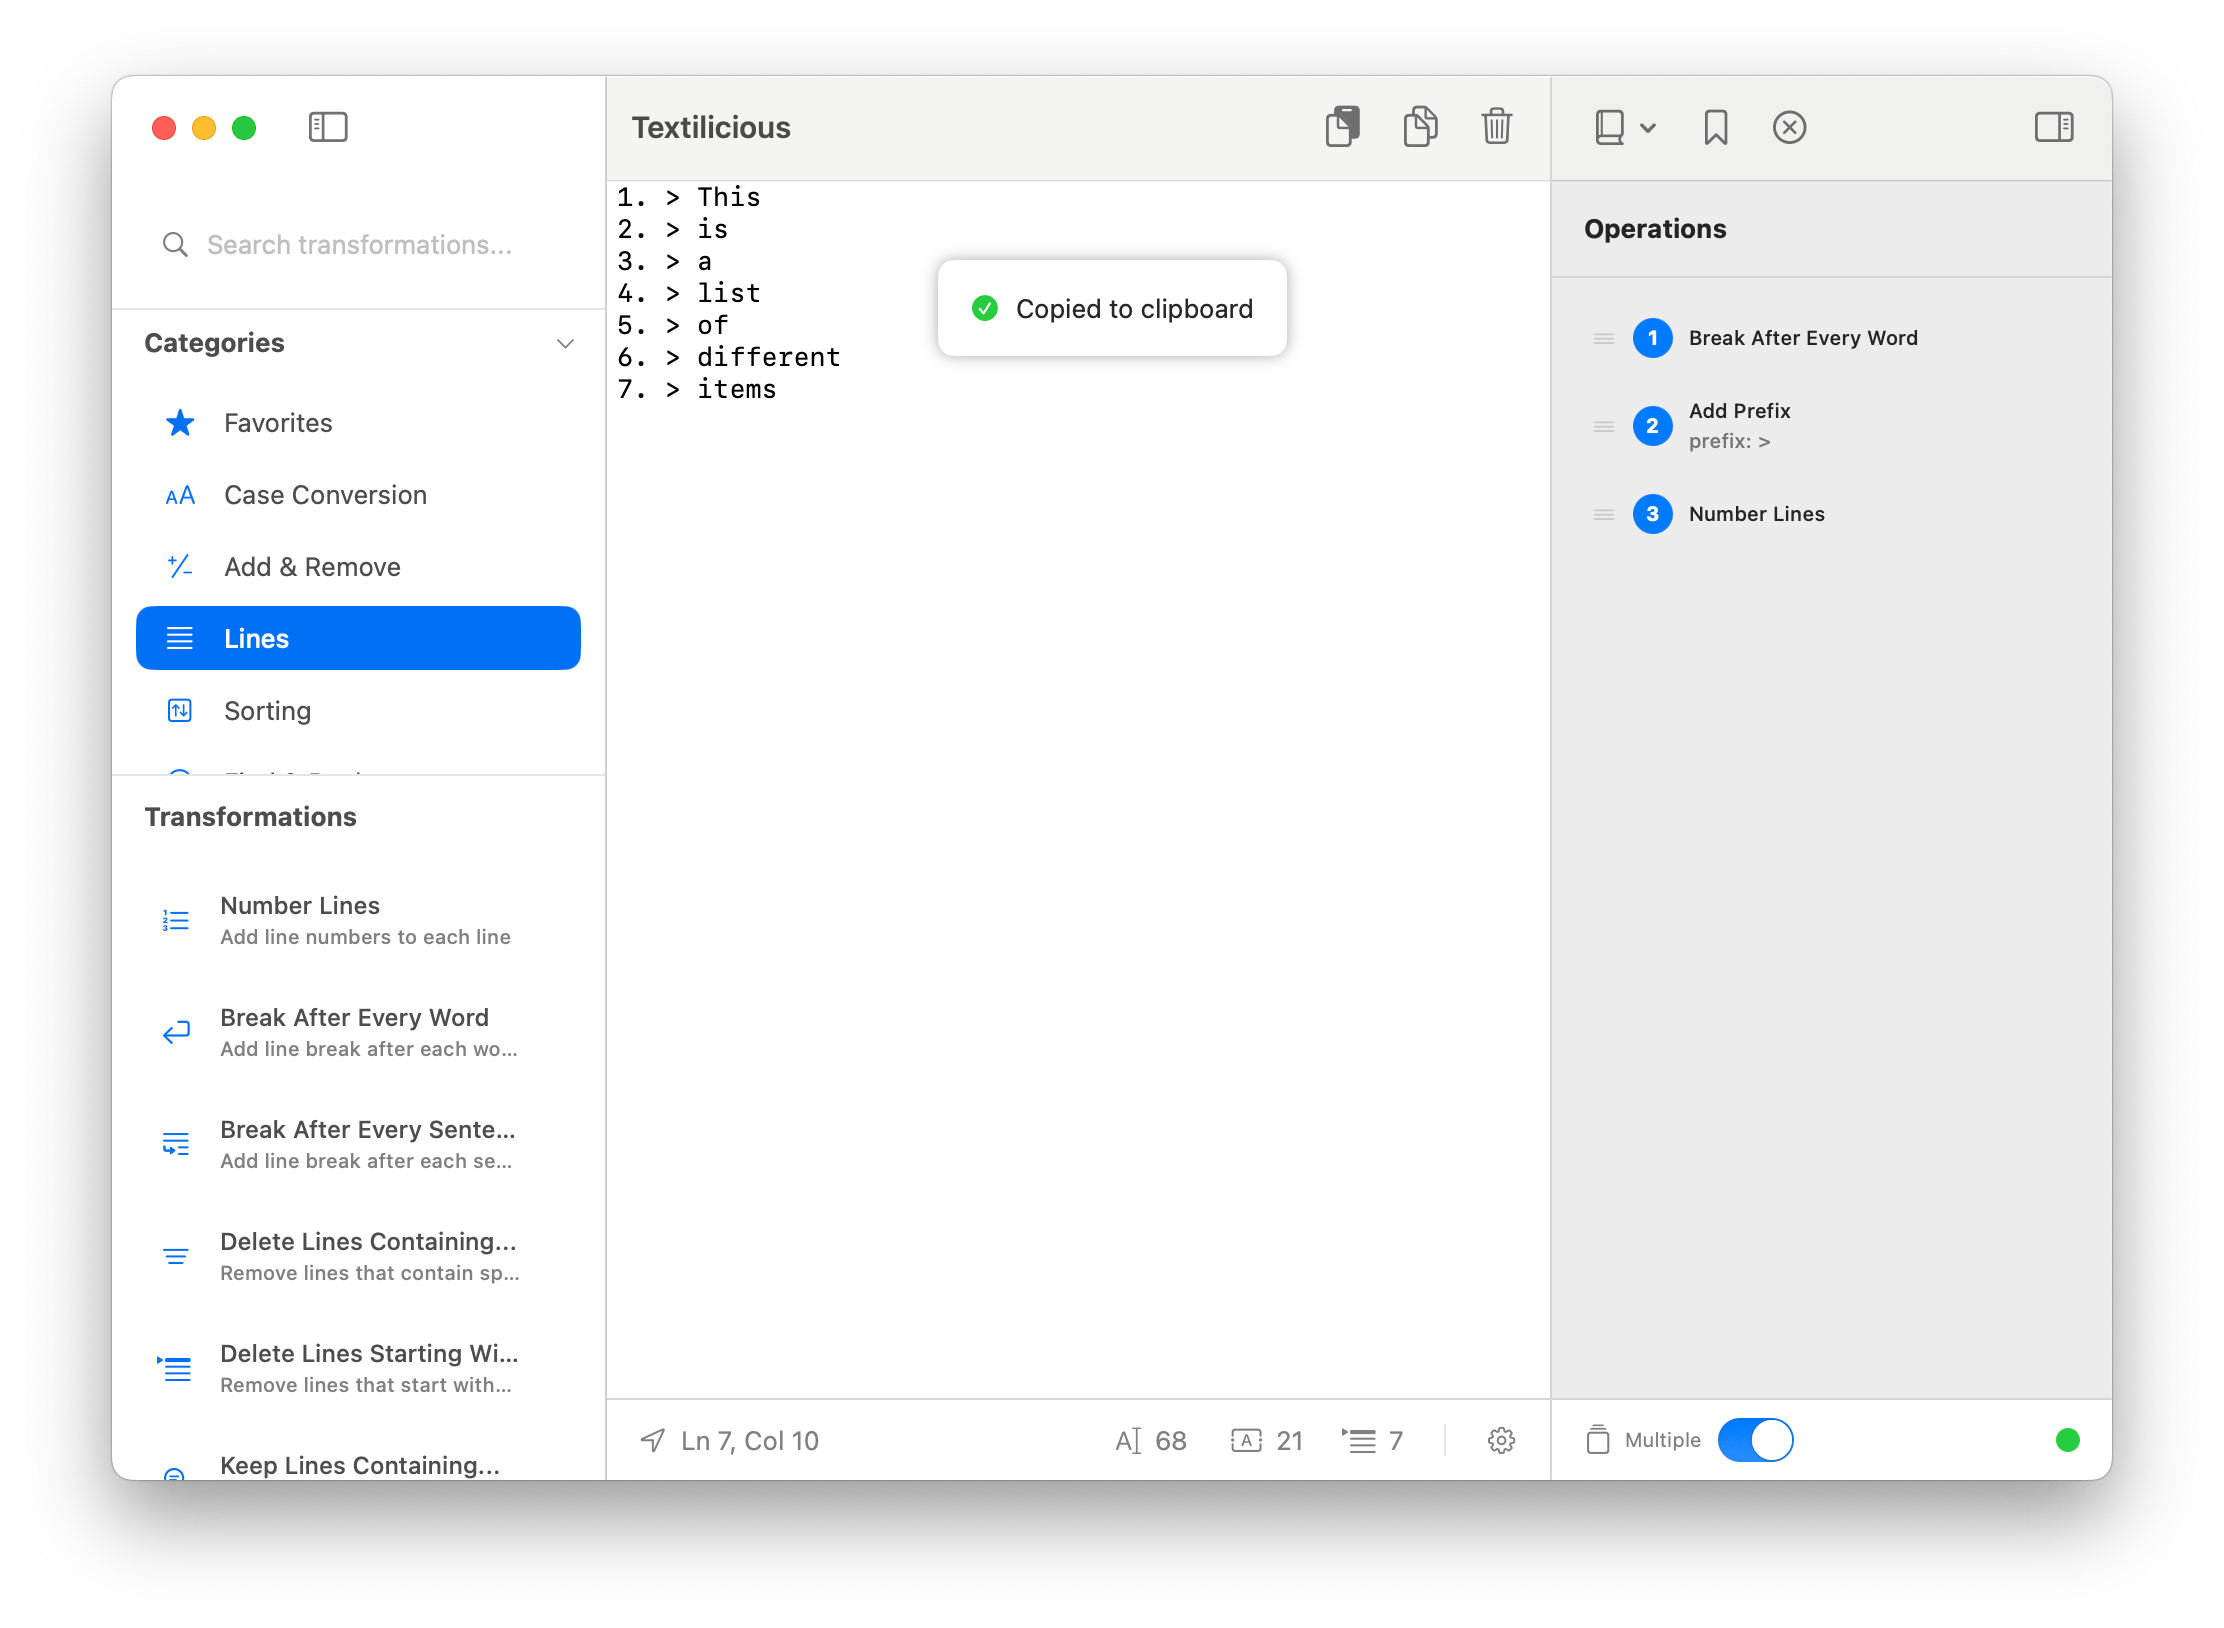 Textilicious
Search transformations...
Categories
Favorites
Case Conversion
Add & Remove
Lines
Sorting
Transformations
Number Lines
Add line numbers to each line
Break After Every Word
Add line break after each wo...
Break After Every Sente...
Add line break after each se...
Delete Lines Containing...
Remove lines that contain sp...
Delete Lines Starting Wi...
Remove lines that start with...
Keep Lines Containing...
1. > This
2. > is
3. > a
4. > list
5. > of
6. > different
7. > items
Copied to clipboard
Ln 7, Col 10
68
21
7
Operations
1 Break After Every Word
2 Add Prefix
prefix: >
3 Number Lines
Multiple